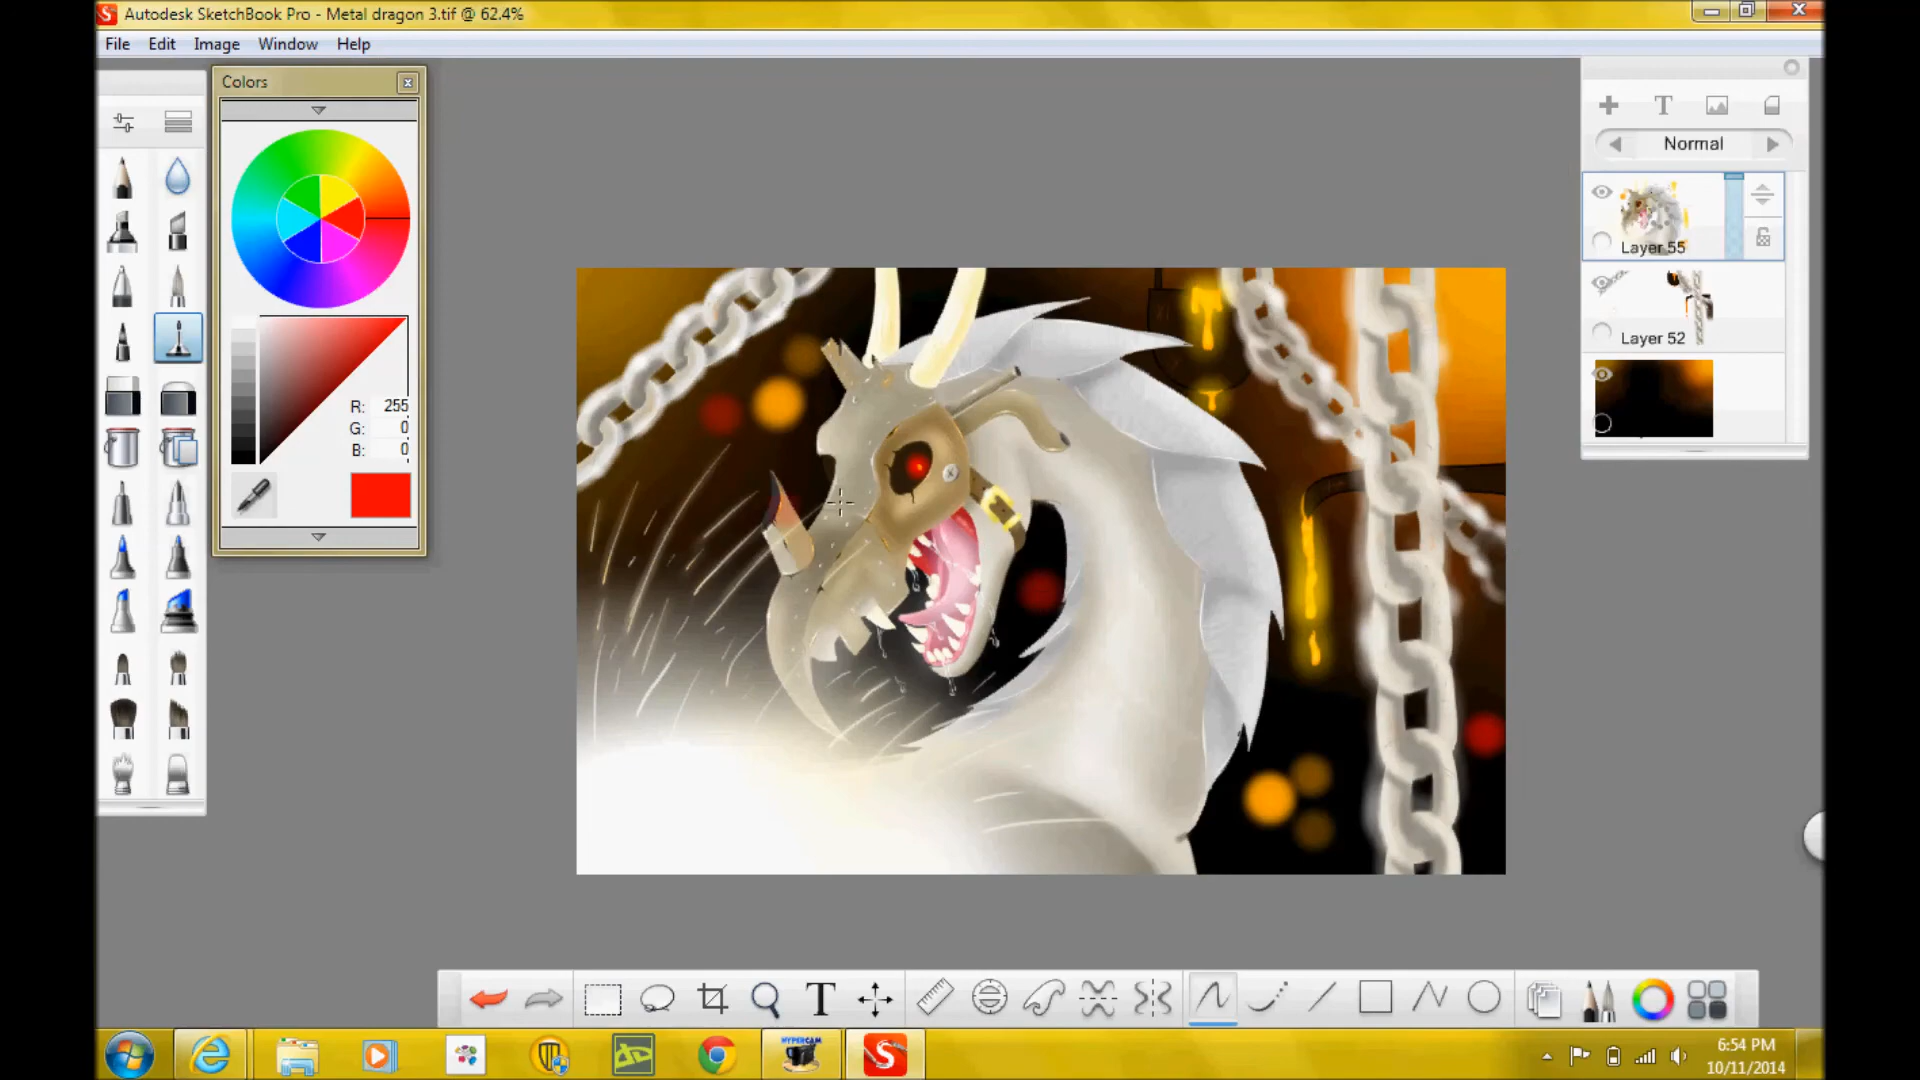 Autodesk SketchBook Pro - Metal dragon 3.tif @ 62.4%
File Edit Image Window Help
Colors
Normal
Layer 55
Layer 52
R: 255
G: 0
B: 0
T
T
HYPERCAM
6:54 PM
10/11/2014